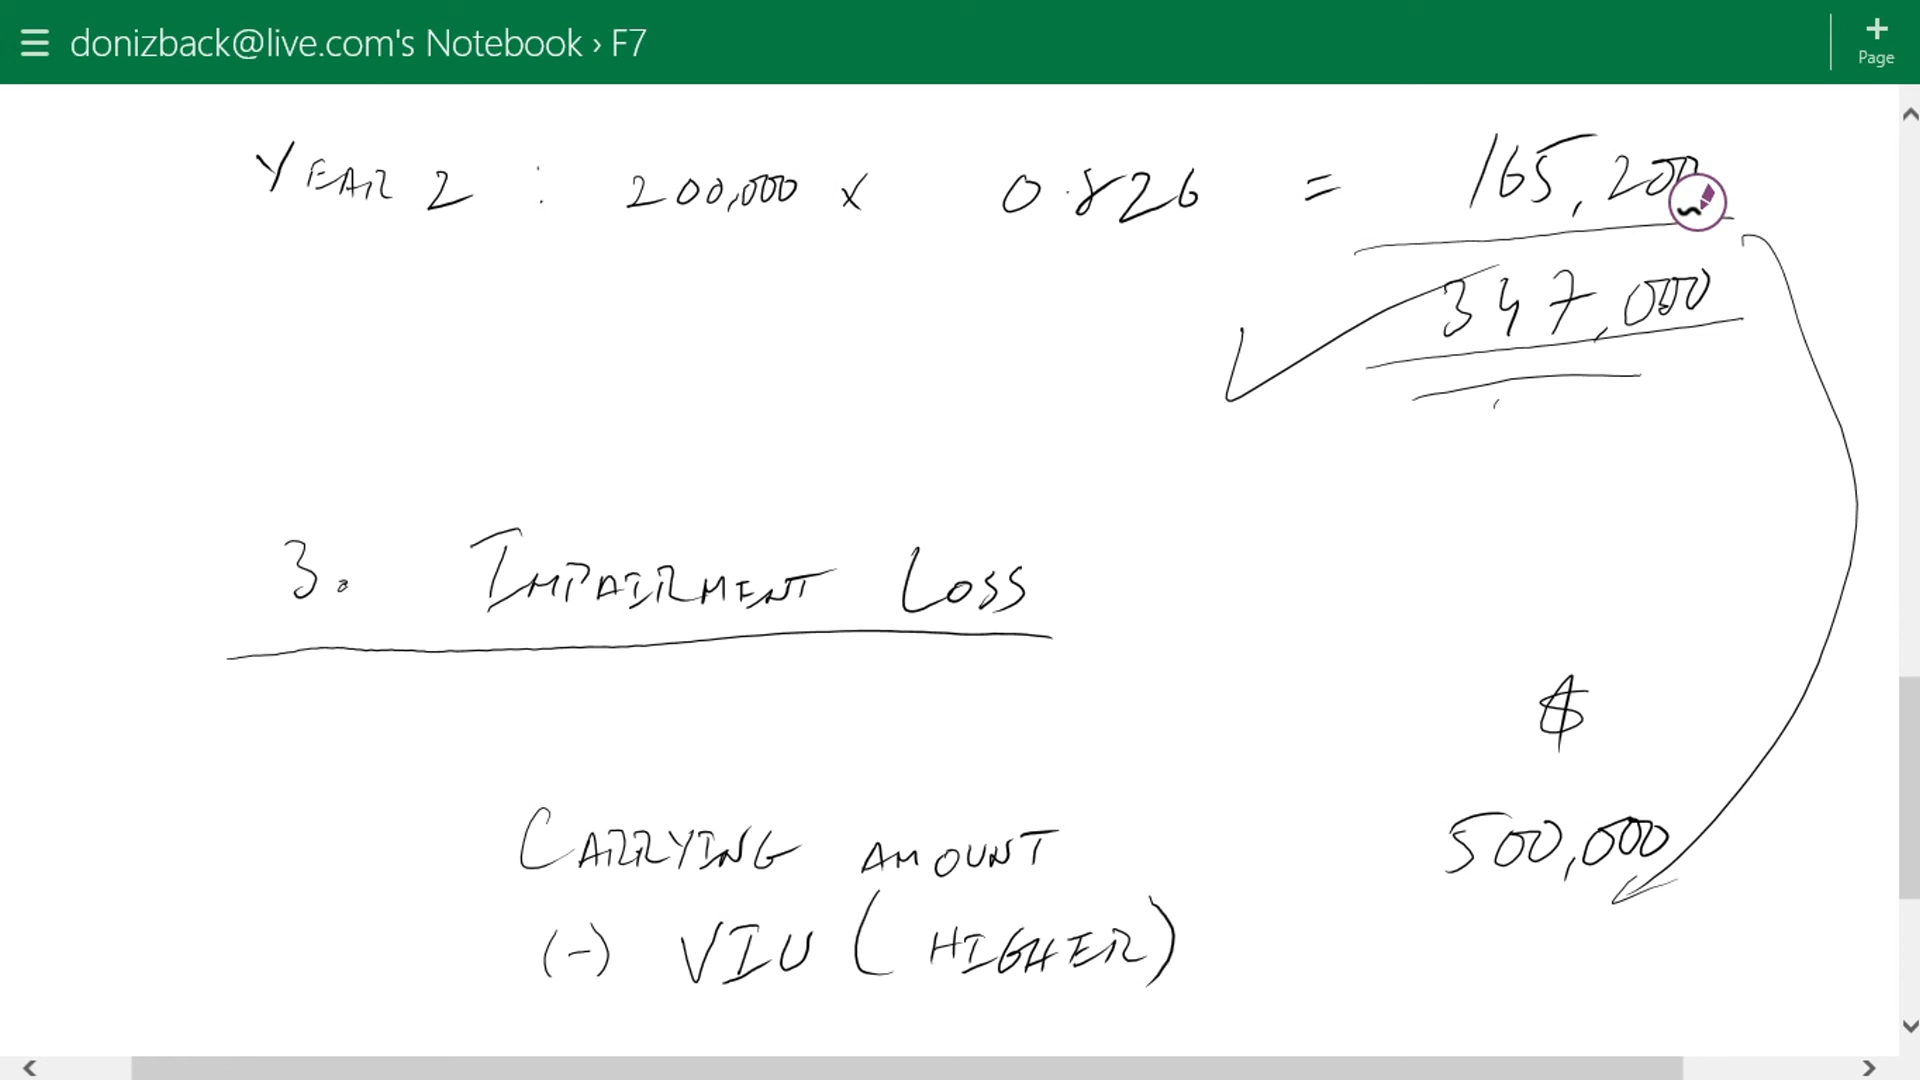 donizback@live.com's Notebook › F7
Page
YEAR 2 : 200,000 x 0.826 = 165,200
347,000
3. IMPAIRMENT LOSS
$
CARRYING AMOUNT 500,000
(-) VIU (HIGHER)